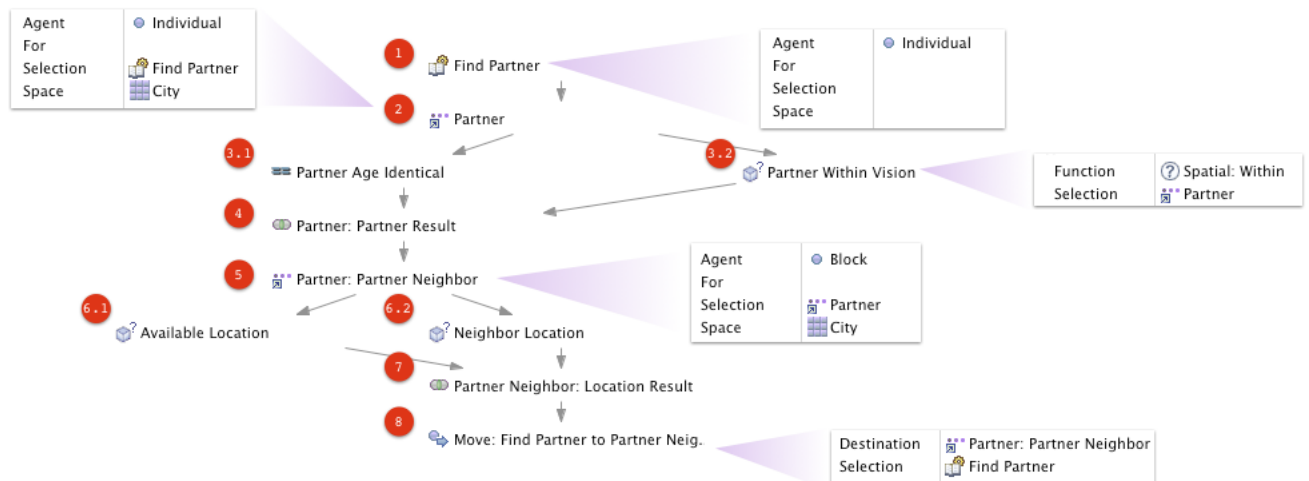 Agent Individual
For
Selection Find Partner
Space City
1
Find Partner
Agent Individual
For
Selection
Space
2
Partner
3.1
Partner Age Identical
3.2
? Partner Within Vision
Function ? Spatial: Within
Selection Partner
4
Partner: Partner Result
5
Partner: Partner Neighbor
Agent Block
For
Selection Partner
Space City
6.1
? Available Location
6.2
? Neighbor Location
7
Partner Neighbor: Location Result
8
Move: Find Partner to Partner Neig.
Destination Partner: Partner Neighbor
Selection Find Partner